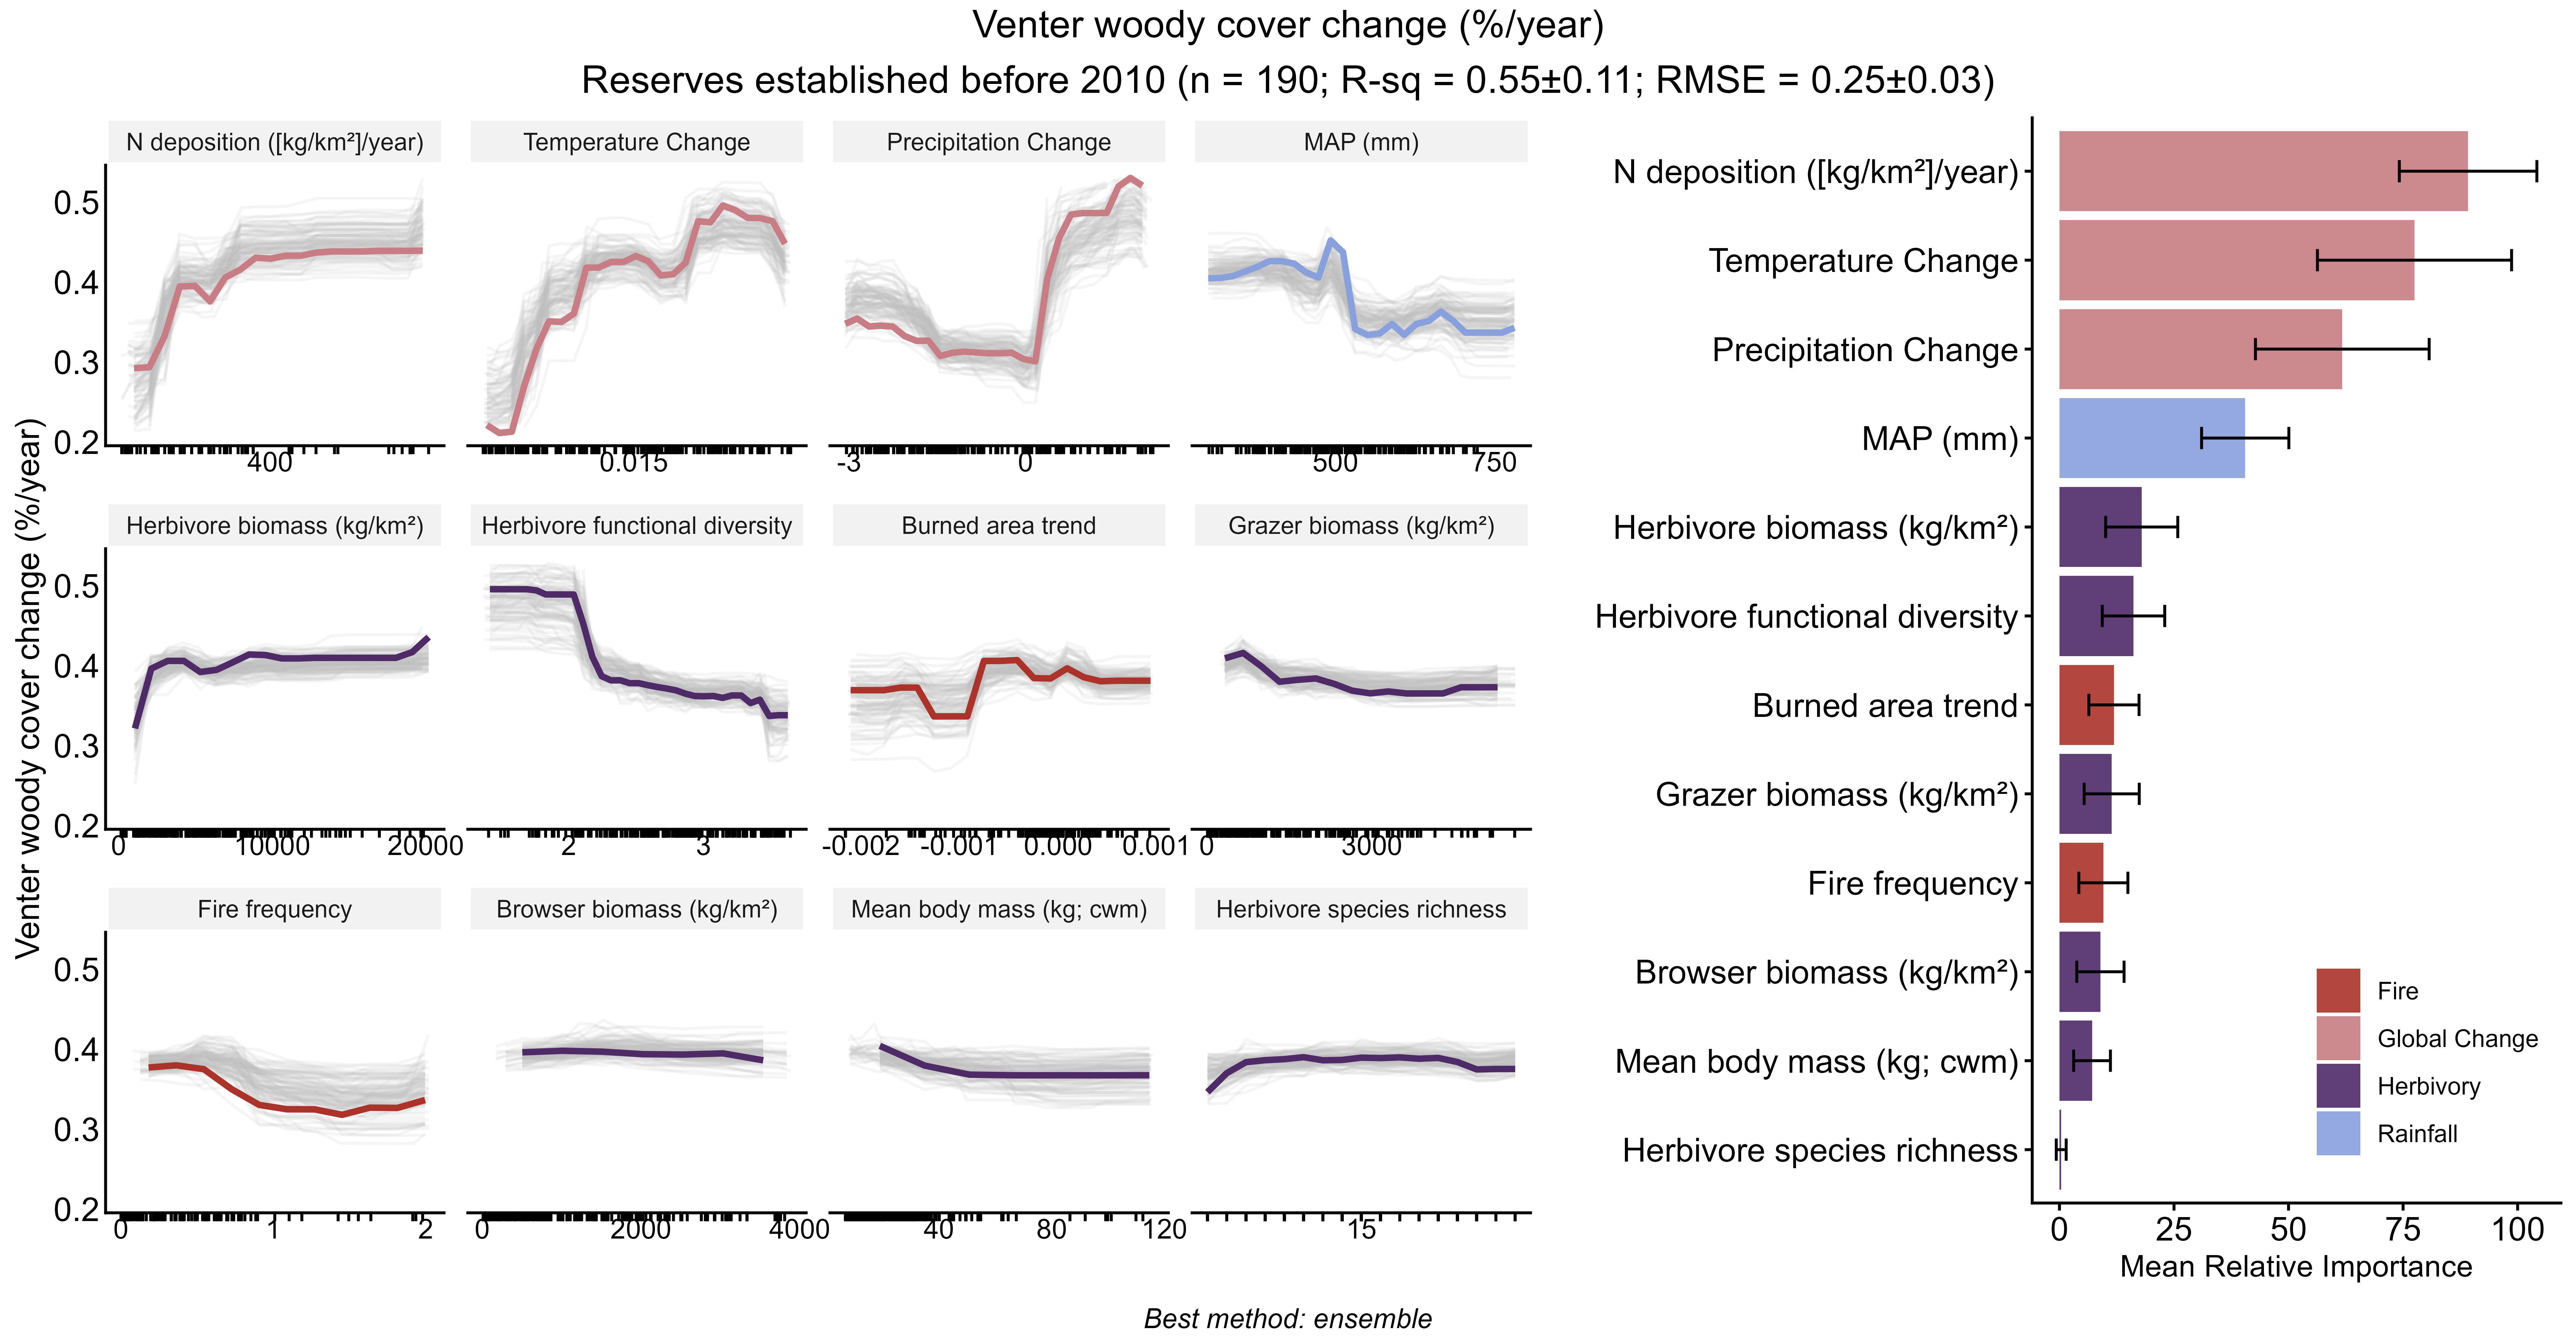 Venter woody cover change (%/year)
Reserves established before 2010 (n = 190; R-sq = 0.55±0.11; RMSE = 0.25±0.03)
Venter woody cover change (%/year)
N deposition ([kg/km²]/year)
Temperature Change
Precipitation Change
MAP (mm)
0.5
0.4
0.3
0.2
400
0.015
-3 0
500 750
Herbivore biomass (kg/km²)
Herbivore functional diversity
Burned area trend
Grazer biomass (kg/km²)
0.5
0.4
0.3
0.2
0 10000 20000
2 3
-0.002 -0.001 0.000 0.001
0 3000
Fire frequency
Browser biomass (kg/km²)
Mean body mass (kg; cwm)
Herbivore species richness
0.5
0.4
0.3
0.2
0 1 2
0 2000 4000
40 80 120
15
N deposition ([kg/km²]/year)
Temperature Change
Precipitation Change
MAP (mm)
Herbivore biomass (kg/km²)
Herbivore functional diversity
Burned area trend
Grazer biomass (kg/km²)
Fire frequency
Browser biomass (kg/km²)
Mean body mass (kg; cwm)
Herbivore species richness
0 25 50 75 100
Mean Relative Importance
Fire
Global Change
Herbivory
Rainfall
Best method: ensemble